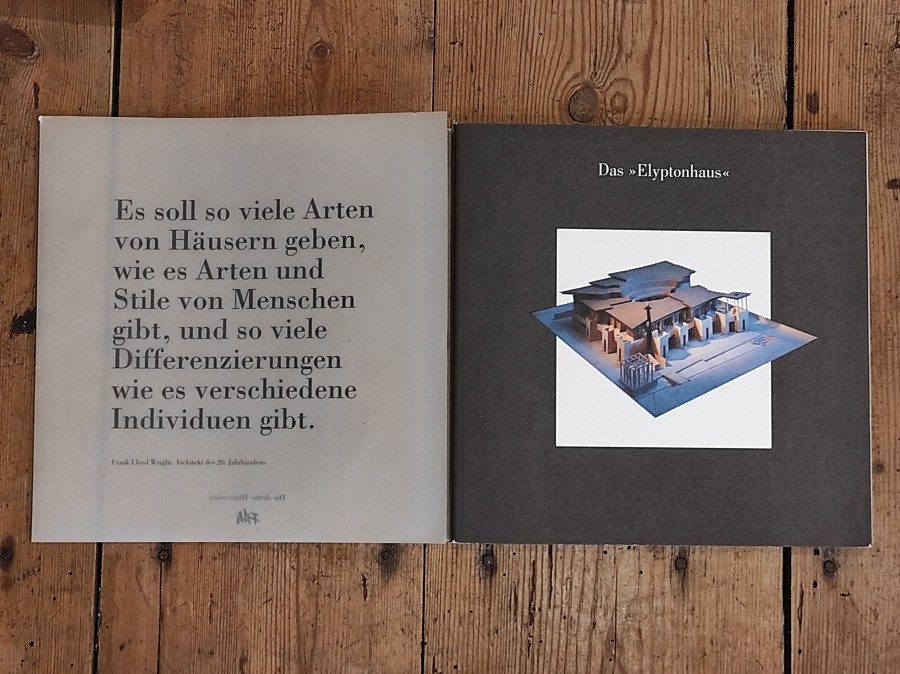 Es soll so viele Arten
von Häusern geben,
wie es Arten und
Stile von Menschen
gibt, und so viele
Differenzierungen
wie es verschiedene
Individuen gibt.
Frank Lloyd Wright. Architekt des 20. Jahrhunderts
Die dritte Dimension
Das »Elyptonhaus«